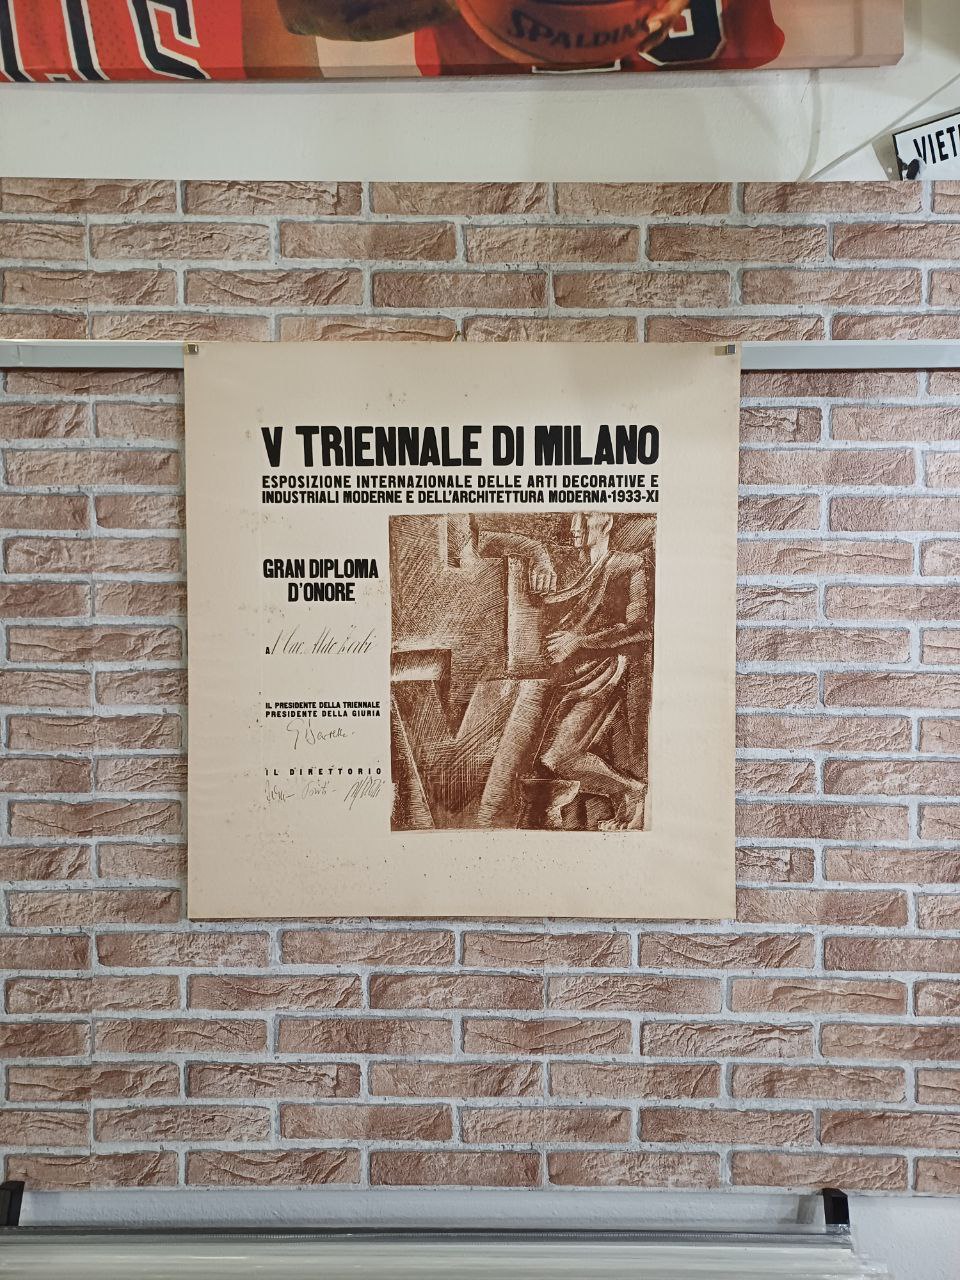 SPALDING
VIET
V TRIENNALE DI MILANO
ESPOSIZIONE INTERNAZIONALE DELLE ARTI DECORATIVE E
INDUSTRIALI MODERNE E DELL'ARCHITETTURA MODERNA·1933-XI
GRAN DIPLOMA
D'ONORE
A
IL PRESIDENTE DELLA TRIENNALE
PRESIDENTE DELLA GIURIA
IL DIRETTORIO